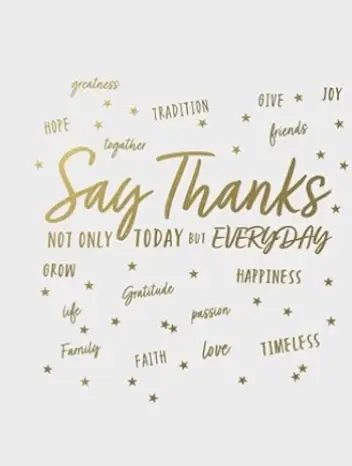 greatness
TRADITION
GIVE
JOY
HOPE
friends
togather
Say Thanks
NOT ONLY TODAY BUT EVERYDAY
GROW
HAPPINESS
Gratitude
life
passion
Family
FAITH
love
TIMELESS